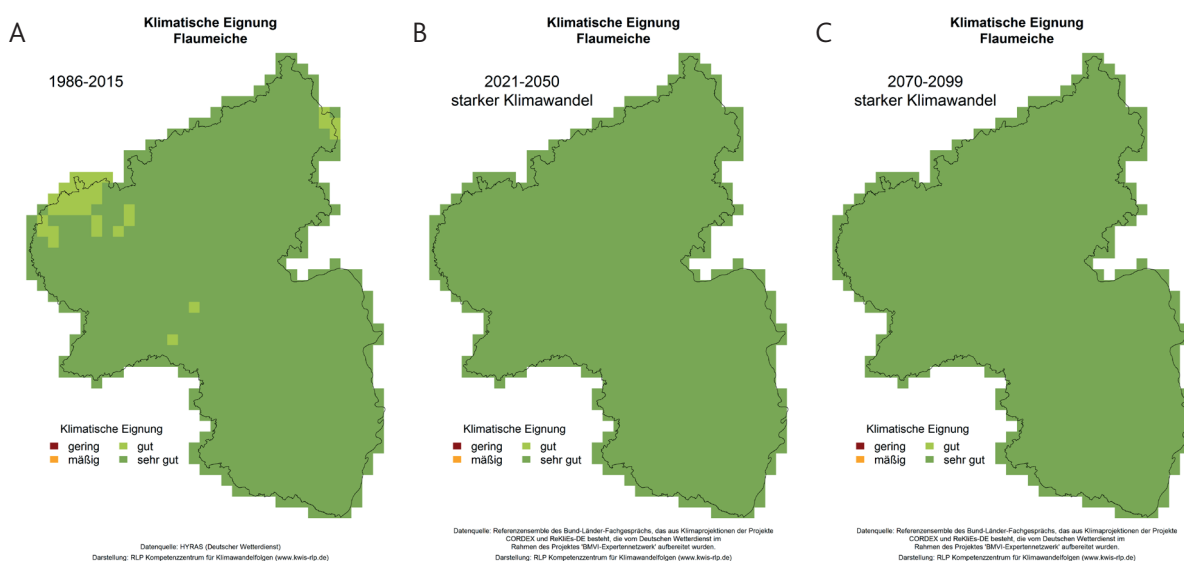 A
Klimatische Eignung
Flaumeiche
1986-2015
Klimatische Eignung
gering
gut
mäßig
sehr gut
Datenquelle: HYRAS (Deutscher Wetterdienst)
Darstellung: RLP Kompetenzzentrum für Klimawandelfolgen (www.kwis-rlp.de)
B
Klimatische Eignung
Flaumeiche
2021-2050
starker Klimawandel
Klimatische Eignung
gering
gut
mäßig
sehr gut
Datenquelle: Referenzensemble des Bund-Länder-Fachgesprächs, das aus Klimaprojektionen der Projekte
CORDEX und ReKliEs-DE besteht, die vom Deutschen Wetterdienst im
Rahmen des Projektes 'BMVI-Expertennetzwerk' aufbereitet wurden.
Darstellung: RLP Kompetenzzentrum für Klimawandelfolgen (www.kwis-rlp.de)
C
Klimatische Eignung
Flaumeiche
2070-2099
starker Klimawandel
Klimatische Eignung
gering
gut
mäßig
sehr gut
Datenquelle: Referenzensemble des Bund-Länder-Fachgesprächs, das aus Klimaprojektionen der Projekte
CORDEX und ReKliEs-DE besteht, die vom Deutschen Wetterdienst im
Rahmen des Projektes 'BMVI-Expertennetzwerk' aufbereitet wurden.
Darstellung: RLP Kompetenzzentrum für Klimawandelfolgen (www.kwis-rlp.de)